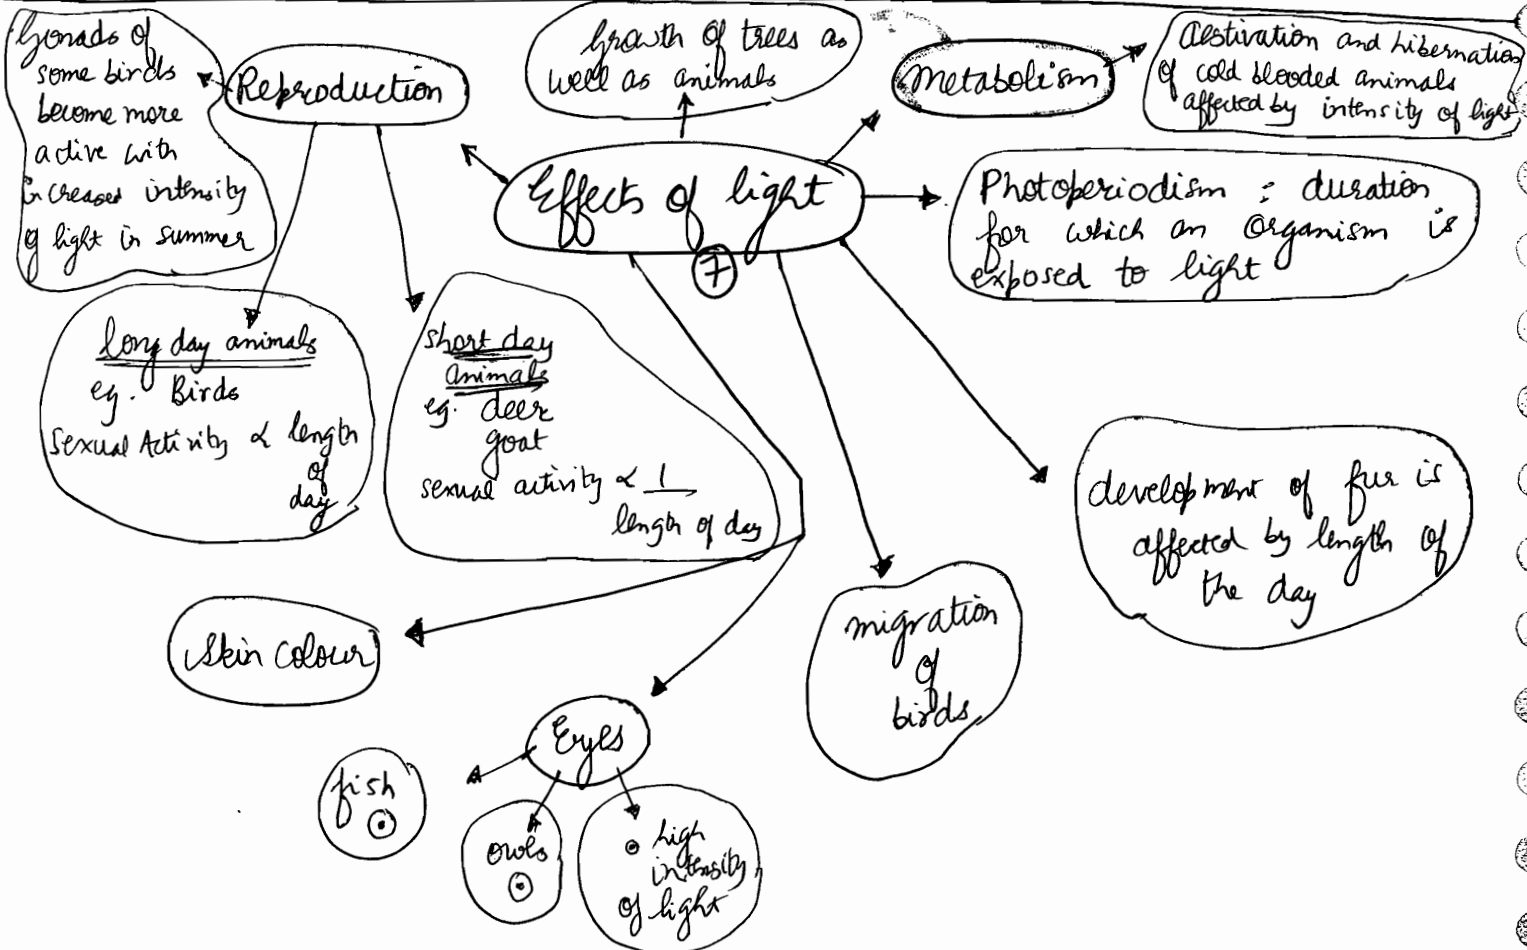 Gonads of
some birds
become more
active with
increased intensity
of light in summer
Reproduction
Growth of trees as
well as animals
Metabolism
Aestivation and hibernation
of cold blooded animals
affected by intensity of light
Effects of light
7
Photoperiodism : duration
for which an organism is
exposed to light
long day animals
eg. Birds
Sexual Activity ∝ length
of
day
short day
animals
eg. deer
goat
sexual activity ∝ 1
length of day
development of fur is
affected by length of
the day
Skin colour
migration
of
birds
Eyes
fish
owls
high
intensity
of light